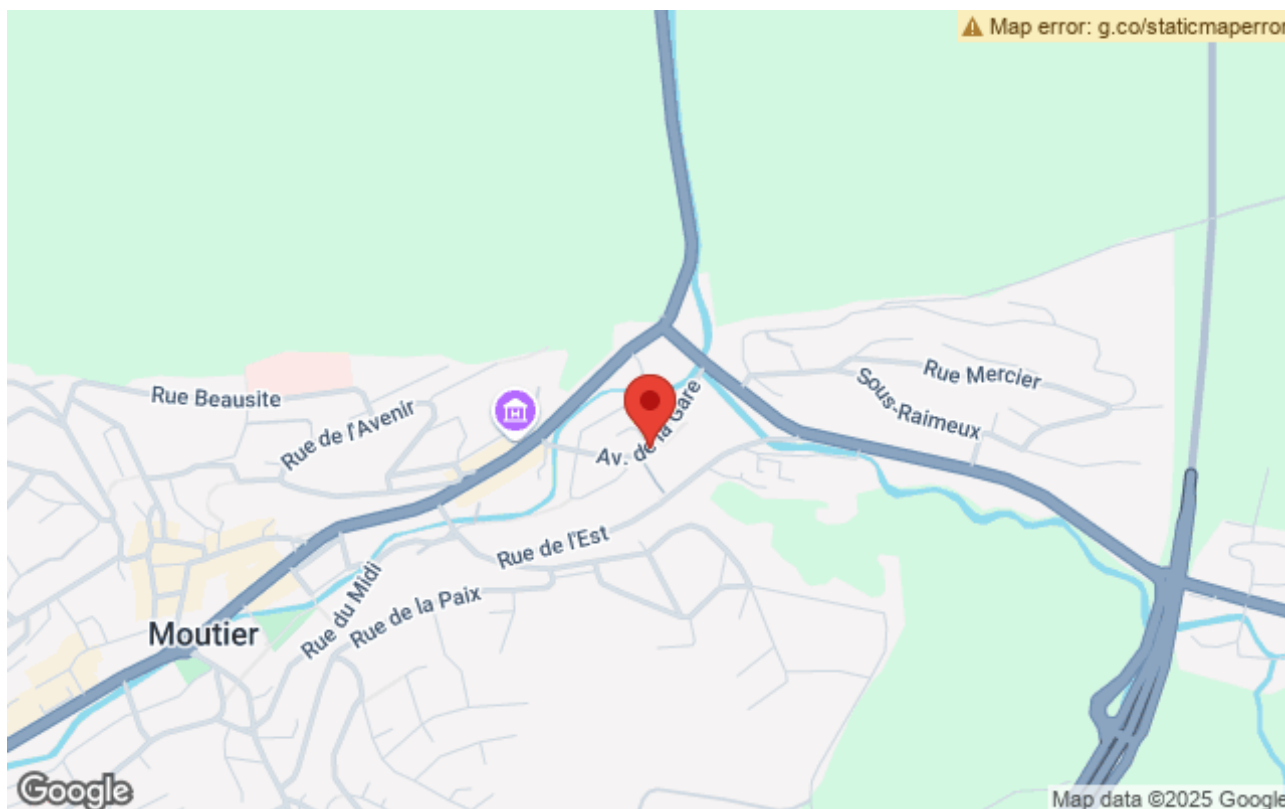 Map error: g.co/staticmaperror
Rue Beausite
Rue de l'Avenir
Rue Mercier
Sous-Raimeux
Av. de la Gare
Rue de l'Est
Rue du Midi
Rue de la Paix
Moutier
Google
Map data ©2025 Google